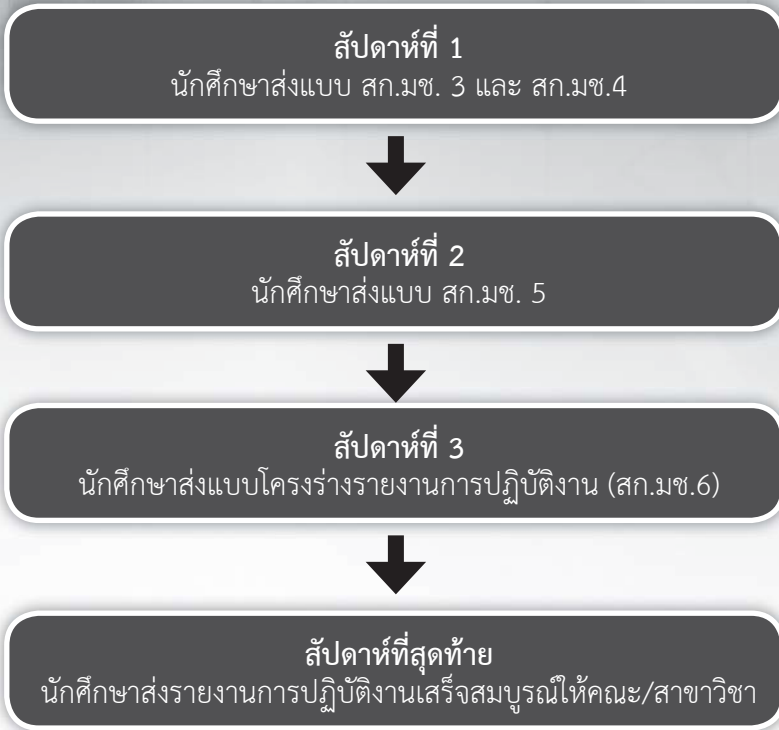 สัปดาห์ที่ 1
นักศึกษาส่งแบบ สก.มช. 3 และ สก.มช.4
สัปดาห์ที่ 2
นักศึกษาส่งแบบ สก.มช. 5
สัปดาห์ที่ 3
นักศึกษาส่งแบบโครงร่างรายงานการปฏิบัติงาน (สก.มช.6)
สัปดาห์ที่สุดท้าย
นักศึกษาส่งรายงานการปฏิบัติงานเสร็จสมบูรณ์ให้คณะ/สาขาวิชา